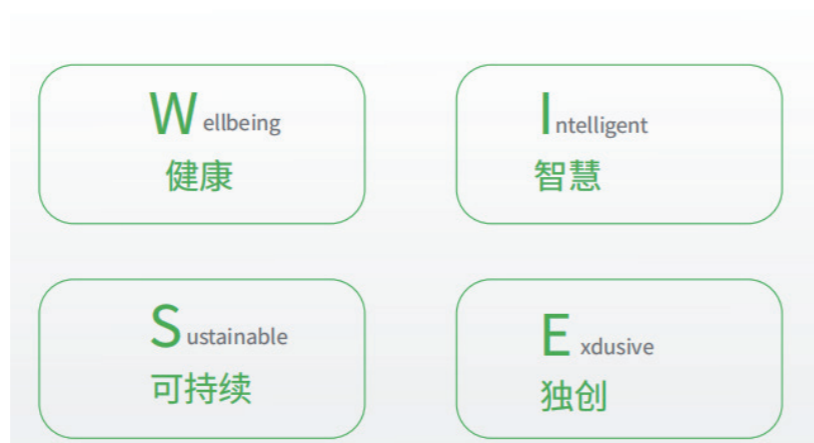 Wellbeing
健康
Intelligent
智慧
Sustainable
可持续
Exdusive
独创